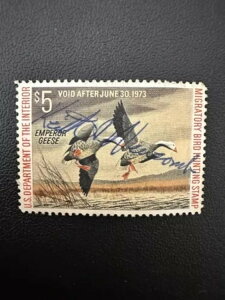 VOID AFTER JUNE 30, 1973
$5
U.S. DEPARTMENT OF THE INTERIOR
EMPEROR
GEESE
MIGRATORY BIRD HUNTING STAMP